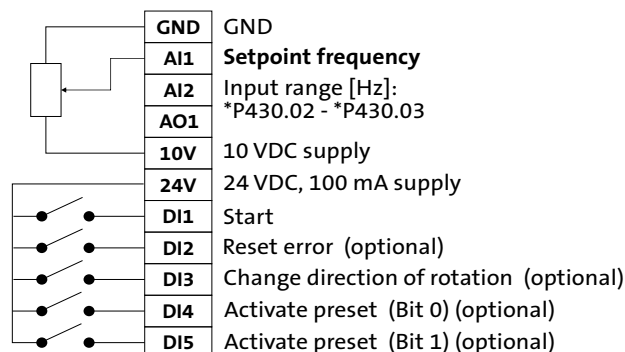 GND GND
AI1 Setpoint frequency
AI2 Input range [Hz]:
*P430.02 - *P430.03
AO1
10V 10 VDC supply
24V 24 VDC, 100 mA supply
DI1 Start
DI2 Reset error (optional)
DI3 Change direction of rotation (optional)
DI4 Activate preset (Bit 0) (optional)
DI5 Activate preset (Bit 1) (optional)